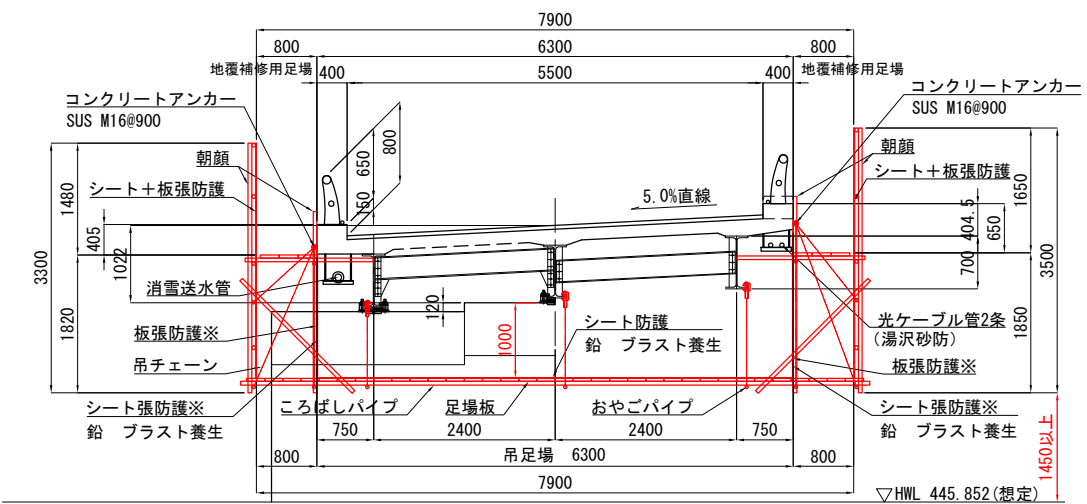 7900
800
6300
800
地覆補修用足場
400
5500
400
地覆補修用足場
コンクリートアンカー
SUS M16@900
コンクリートアンカー
SUS M16@900
朝顔
シート+板張防護
650
800
150
5.0%直線
朝顔
シート+板張防護
1480
405
1022
3300
1820
1650
404.5
650
700
3500
1850
消雪送水管
120
1000
シート防護
鉛 ブラスト養生
光ケーブル管2条
(湯沢砂防)
板張防護※
吊チェーン
板張防護※
シート張防護※
鉛 ブラスト養生
ころばしパイプ
足場板
おやごパイプ
シート張防護※
鉛 ブラスト養生
750
2400
2400
750
800
吊足場 6300
800
7900
1450以上
▽HWL 445.852(想定)